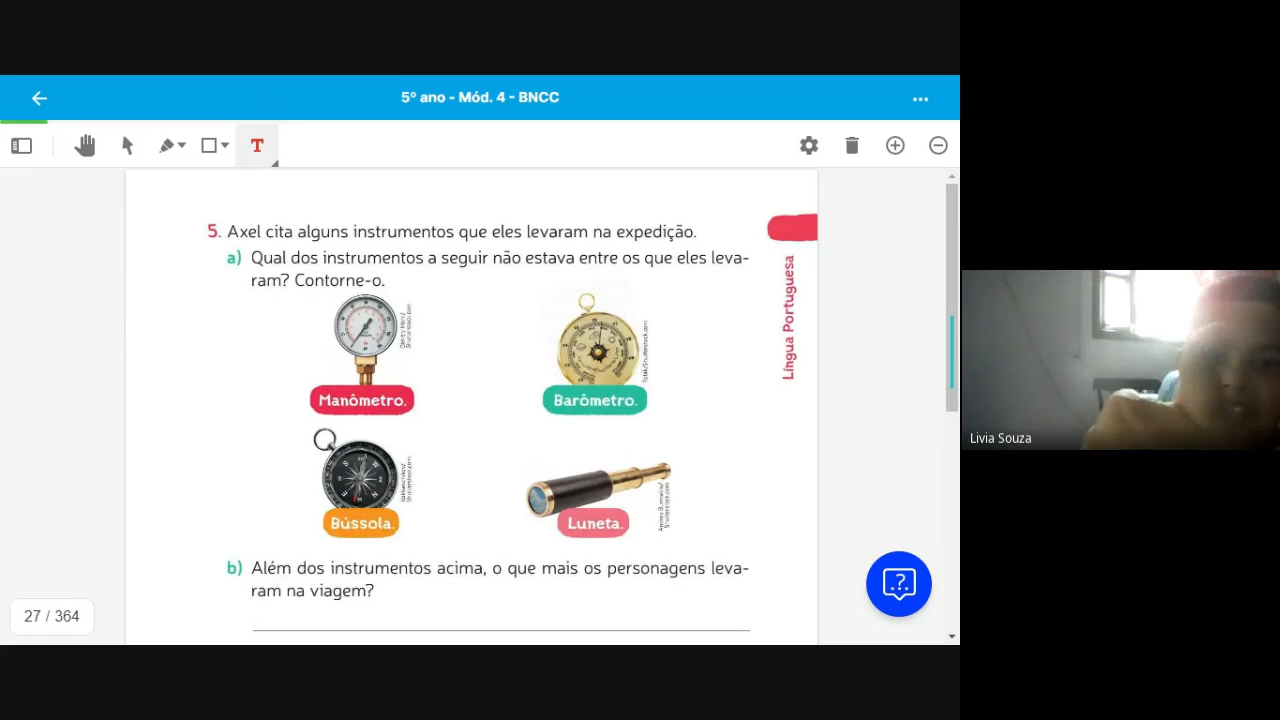 5º ano - Mód. 4 - BNCC
T
5. Axel cita alguns instrumentos que eles levaram na expedição.
a) Qual dos instrumentos a seguir não estava entre os que eles leva-
ram? Contorne-o.
Manômetro.
Barômetro.
Bússola.
Luneta.
b) Além dos instrumentos acima, o que mais os personagens leva-
ram na viagem?
Língua Portuguesa
27 / 364
Livia Souza